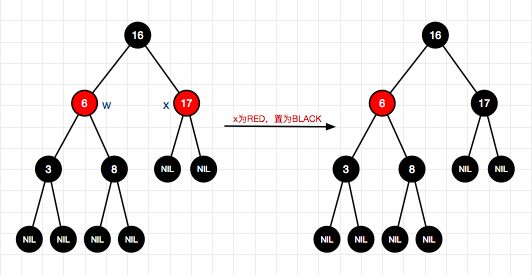 16
6 w x 17
3 8 NIL NIL
NIL NIL NIL NIL
x为RED，置为BLACK
16
6 17
3 8 NIL NIL
NIL NIL NIL NIL